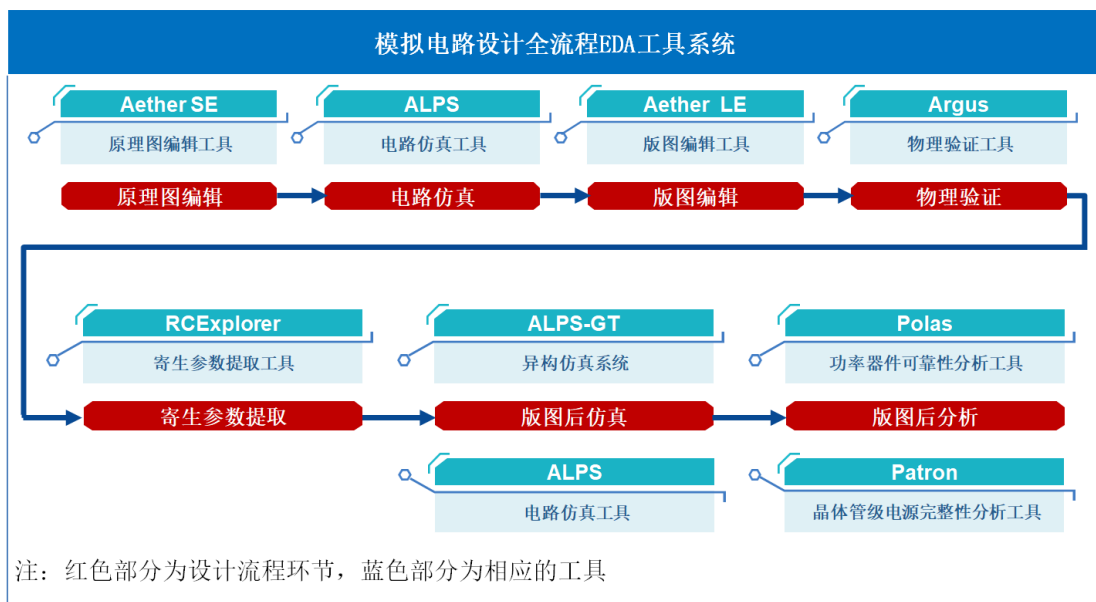 模拟电路设计全流程EDA工具系统
Aether SE
ALPS
Aether LE
Argus
原理图编辑工具
电路仿真工具
版图编辑工具
物理验证工具
原理图编辑
电路仿真
版图编辑
物理验证
RCExplorer
ALPS-GT
Polas
寄生参数提取工具
异构仿真系统
功率器件可靠性分析工具
寄生参数提取
版图后仿真
版图后分析
ALPS
Patron
电路仿真工具
晶体管级电源完整性分析工具
注：红色部分为设计流程环节，蓝色部分为相应的工具